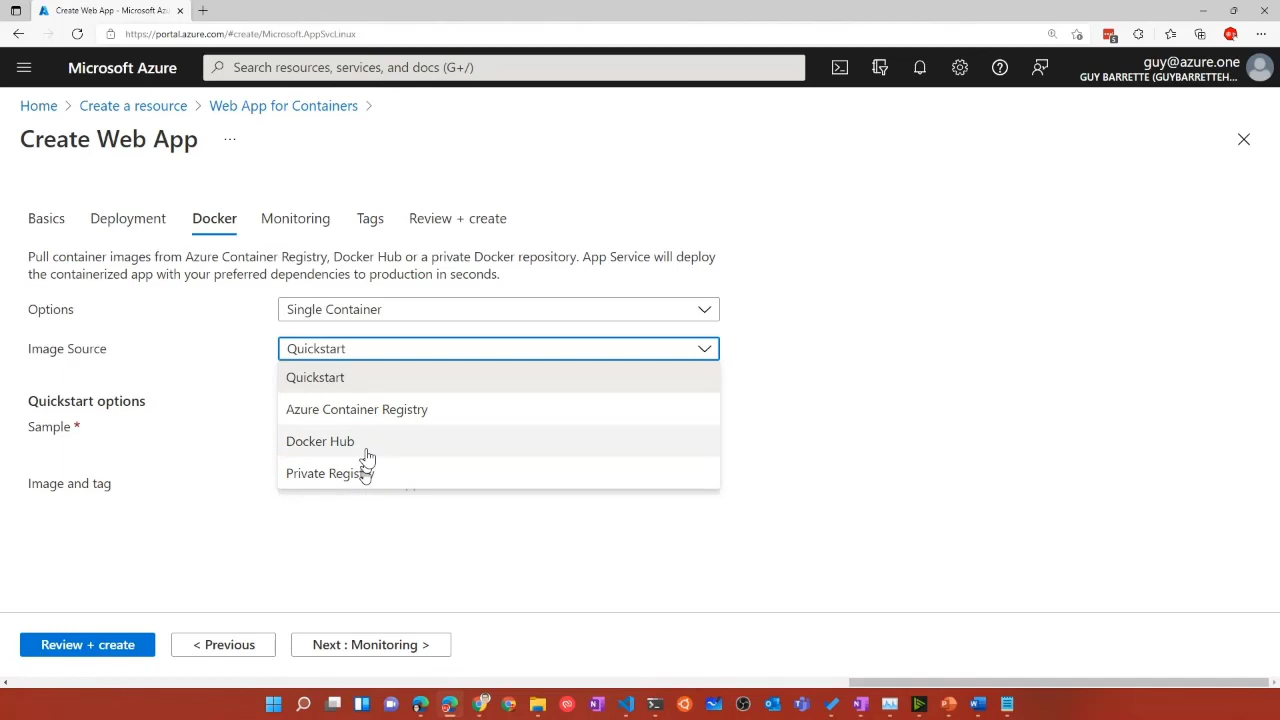 Create Web App - Microsoft Az
https://portal.azure.com/#create/Microsoft.AppSvcLinux
5
Microsoft Azure
Search resources, services, and docs (G+/)
guy@azure.one
GUY BARRETTE (GUYBARRETTEH...
Home > Create a resource > Web App for Containers >
Create Web App ...
Basics Deployment Docker Monitoring Tags Review + create
Pull container images from Azure Container Registry, Docker Hub or a private Docker repository. App Service will deploy
the containerized app with your preferred dependencies to production in seconds.
Options
Single Container
Image Source
Quickstart
Quickstart
Azure Container Registry
Docker Hub
Private Registry
Quickstart options
Sample *
Image and tag
Review + create
< Previous
Next : Monitoring >